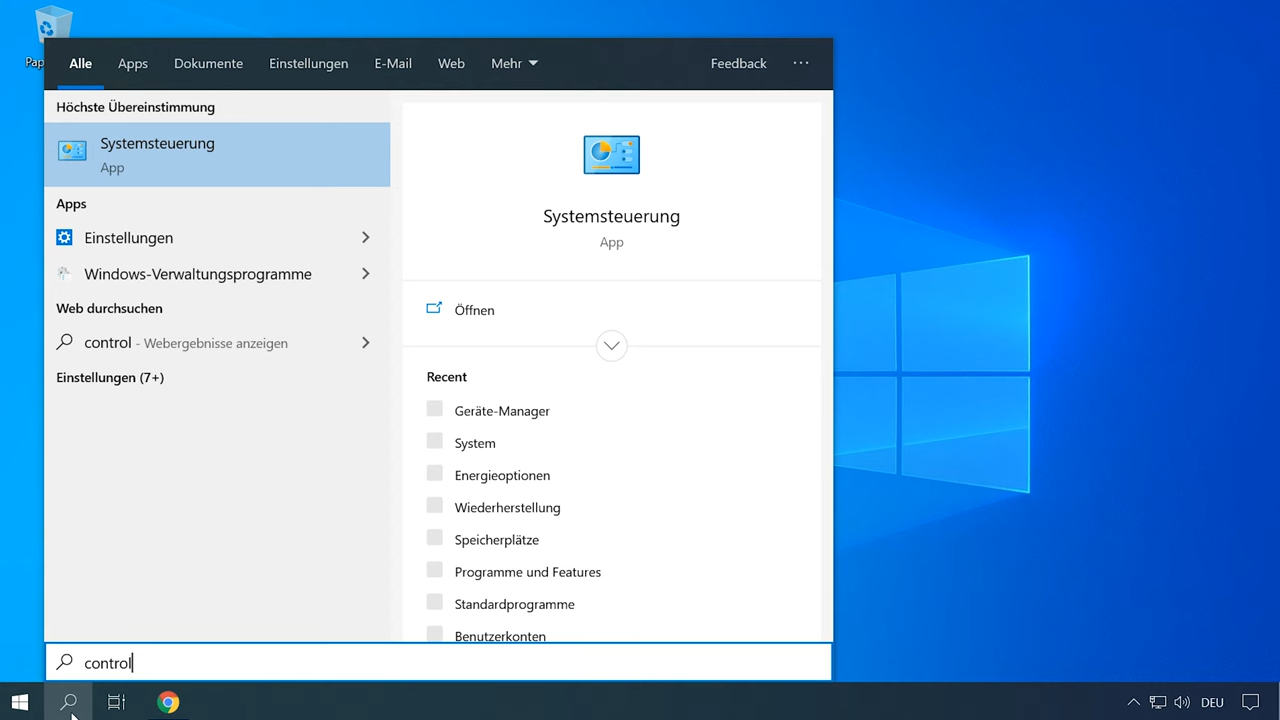 Alle Apps Dokumente Einstellungen E-Mail Web Mehr Feedback ...
Höchste Übereinstimmung
Systemsteuerung
App
Apps
Einstellungen
Windows-Verwaltungsprogramme
Web durchsuchen
control - Webergebnisse anzeigen
Einstellungen (7+)
Systemsteuerung
App
Öffnen
Recent
Geräte-Manager
System
Energieoptionen
Wiederherstellung
Speicherplätze
Programme und Features
Standardprogramme
Benutzerkonten
control
DEU